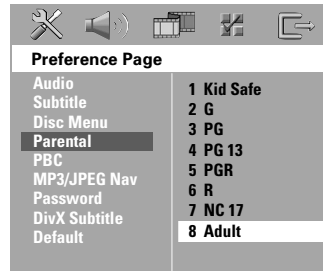 Preference Page
Audio
Subtitle
Disc Menu
Parental
PBC
MP3/JPEG Nav
Password
DivX Subtitle
Default
1 Kid Safe
2 G
3 PG
4 PG 13
5 PGR
6 R
7 NC 17
8 Adult